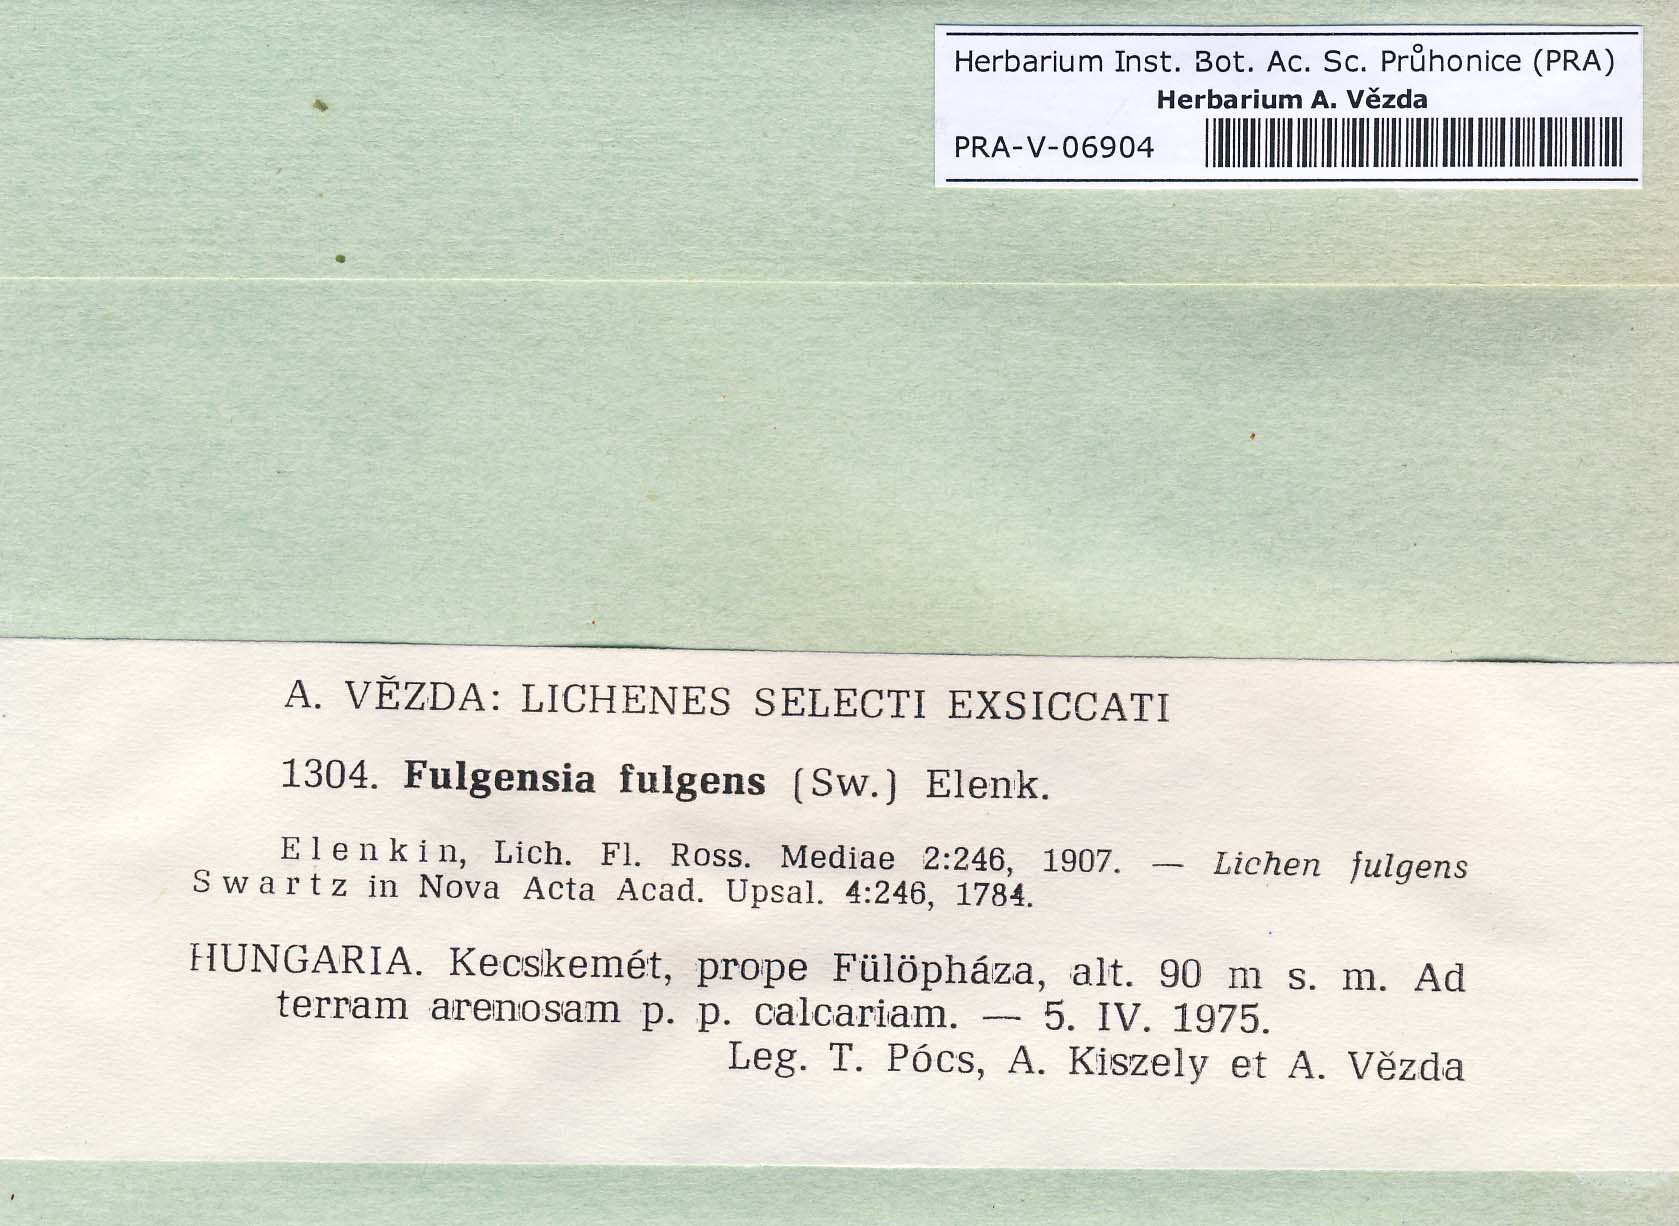 Herbarium Inst. Bot. Ac. Sc. Průhonice (PRA)
Herbarium A. Vězda
PRA-V-06904
A. VĚZDA: LICHENES SELECTI EXSICCATI
1304. Fulgensia fulgens (Sw.) Elenk.
Elenkin, Lich. Fl. Ross. Mediae 2:246, 1907. — Lichen fulgens
Swartz in Nova Acta Acad. Upsal. 4:246, 1784.
HUNGARIA. Kecskemét, prope Fülöpháza, alt. 90 m s. m. Ad
terram arenosam p. p. calcariam. — 5. IV. 1975.
Leg. T. Pócs, A. Kiszely et A. Vězda